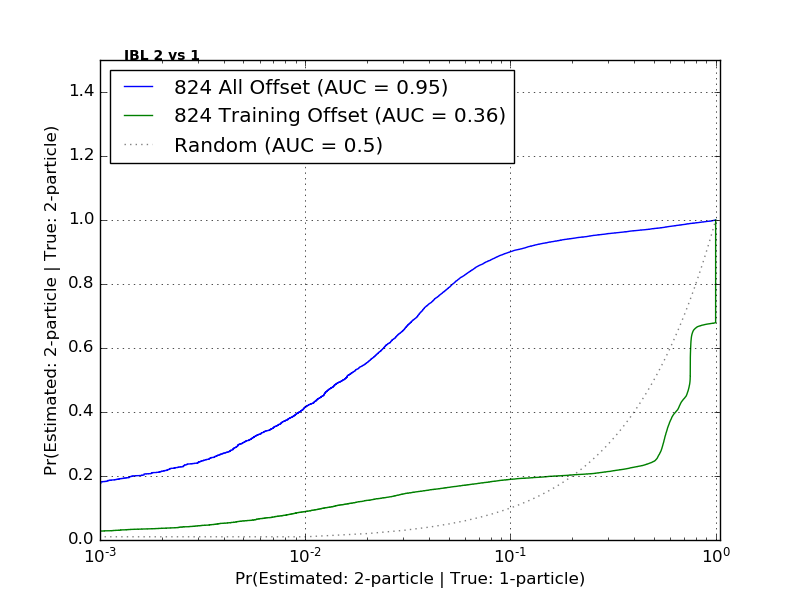 IBL 2 vs 1
824 All Offset (AUC = 0.95)
824 Training Offset (AUC = 0.36)
Random (AUC = 0.5)
Pr(Estimated: 2-particle | True: 2-particle)
1.4
1.2
1.0
0.8
0.6
0.4
0.2
0.0
10^-3
10^-2
10^-1
10^0
Pr(Estimated: 2-particle | True: 1-particle)